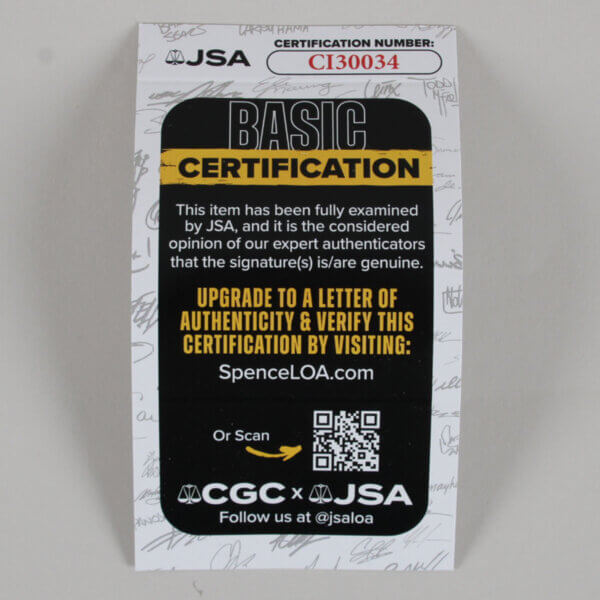 JSA
CERTIFICATION NUMBER:
CI30034
BASIC
CERTIFICATION
This item has been fully examined
by JSA, and it is the considered
opinion of our expert authenticators
that the signature(s) is/are genuine.
UPGRADE TO A LETTER OF
AUTHENTICITY & VERIFY THIS
CERTIFICATION BY VISITING:
SpenceLOA.com
Or Scan
CGC x JSA
Follow us at @jsaloa